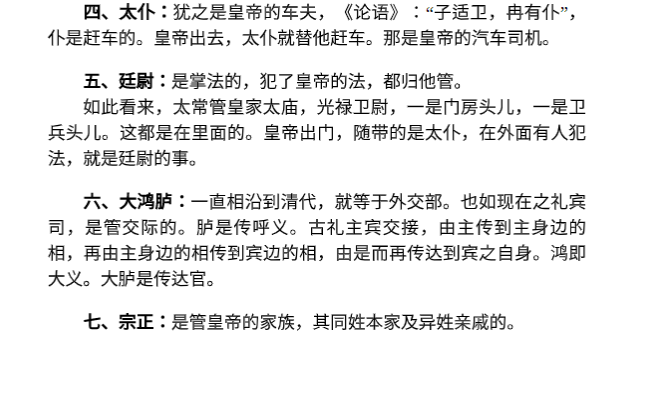 四、太仆：犹之是皇帝的车夫，《论语》：“子适卫，冉有仆”，
仆是赶车的。皇帝出去，太仆就替他赶车。那是皇帝的汽车司机。
五、廷尉：是掌法的，犯了皇帝的法，都归他管。
如此看来，太常管皇家太庙，光禄卫尉，一是门房头儿，一是卫
兵头儿。这都是在里面的。皇帝出门，随带的是太仆，在外面有人犯
法，就是廷尉的事。
六、大鸿胪：一直相沿到清代，就等于外交部。也如现在之礼宾
司，是管交际的。胪是传呼义。古礼主宾交接，由主传到主身边的
相，再由主身边的相传到宾边的相，由是而再传达到宾之自身。鸿即
大义。大胪是传达官。
七、宗正：是管皇帝的家族，其同姓本家及异姓亲戚的。